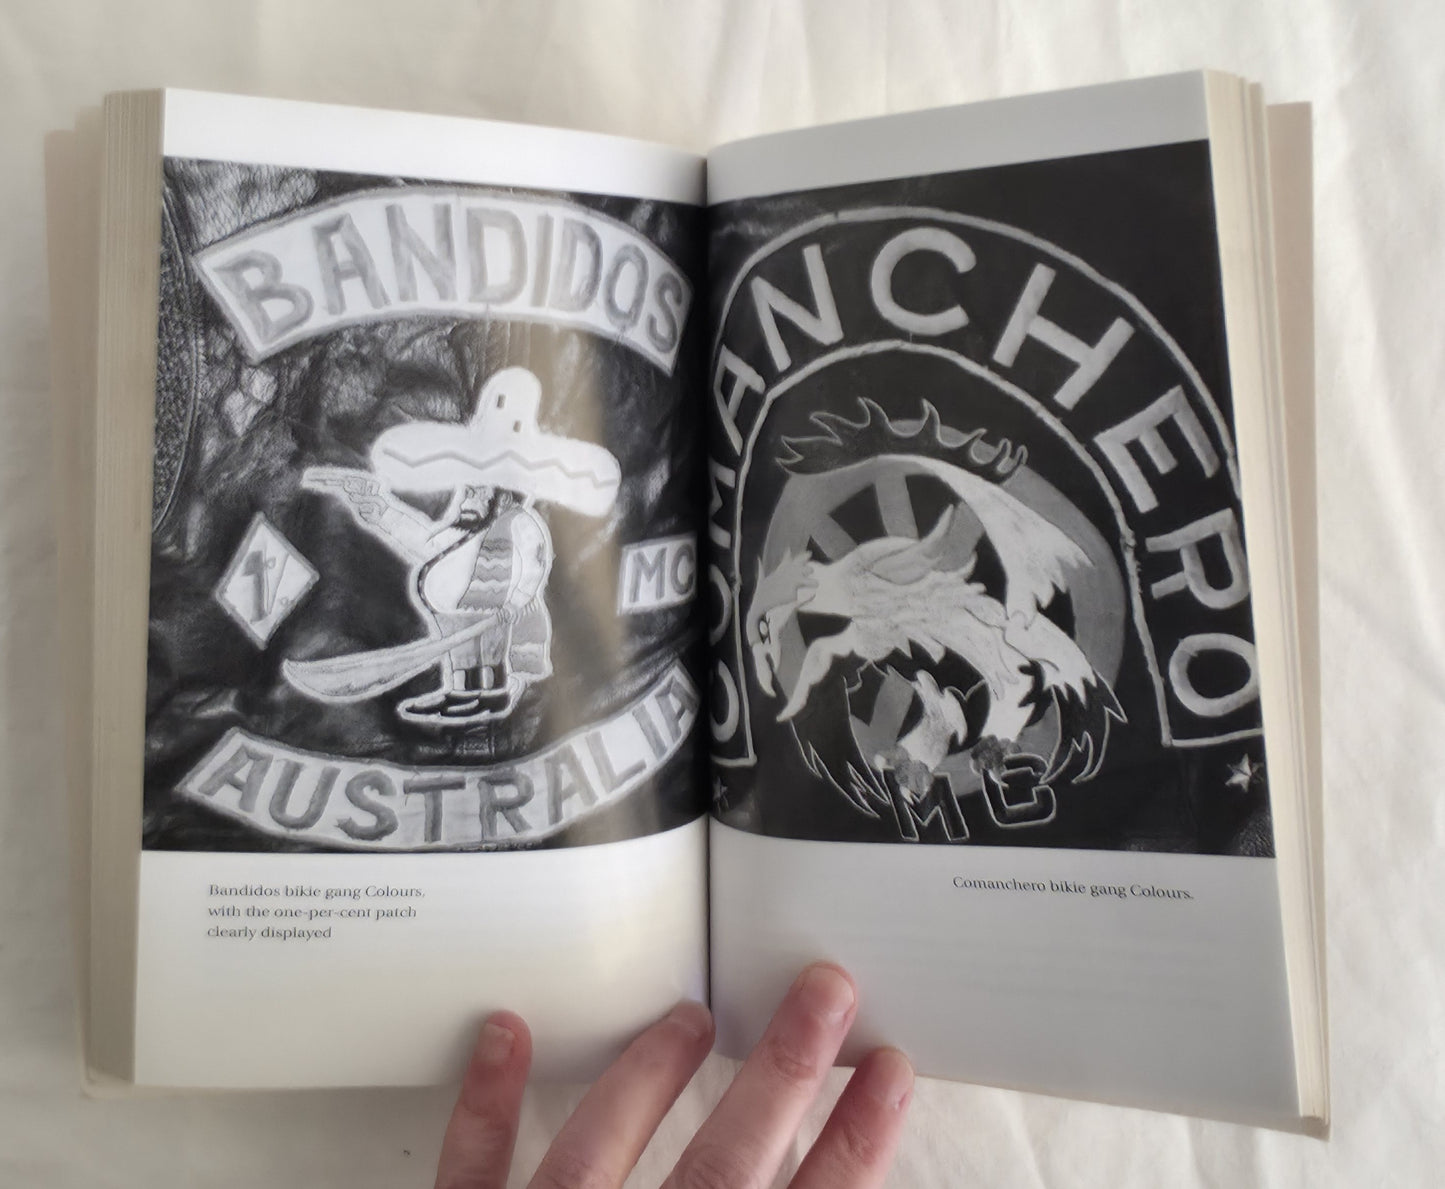 BANDIDOS
1%
MC
AUSTRALIA
Bandidos bikie gang Colours,
with the one-per-cent patch
clearly displayed
COMANCHERO
MC
Comanchero bikie gang Colours.